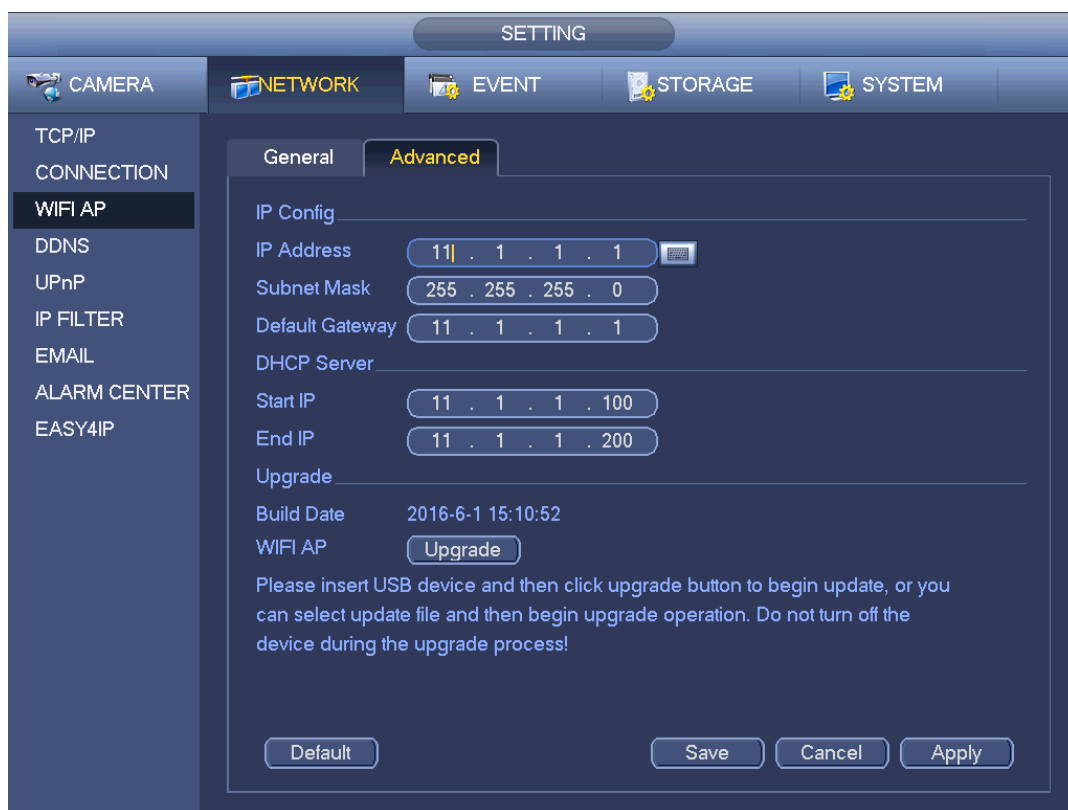 SETTING
CAMERA NETWORK EVENT STORAGE SYSTEM
TCP/IP
CONNECTION
WIFI AP
DDNS
UPnP
IP FILTER
EMAIL
ALARM CENTER
EASY4IP
General Advanced
IP Config
IP Address 11 . 1 . 1 . 1
Subnet Mask 255 . 255 . 255 . 0
Default Gateway 11 . 1 . 1 . 1
DHCP Server
Start IP 11 . 1 . 1 . 100
End IP 11 . 1 . 1 . 200
Upgrade
Build Date 2016-6-1 15:10:52
WIFI AP Upgrade
Please insert USB device and then click upgrade button to begin update, or you
can select update file and then begin upgrade operation. Do not turn off the
device during the upgrade process!
Default Save Cancel Apply